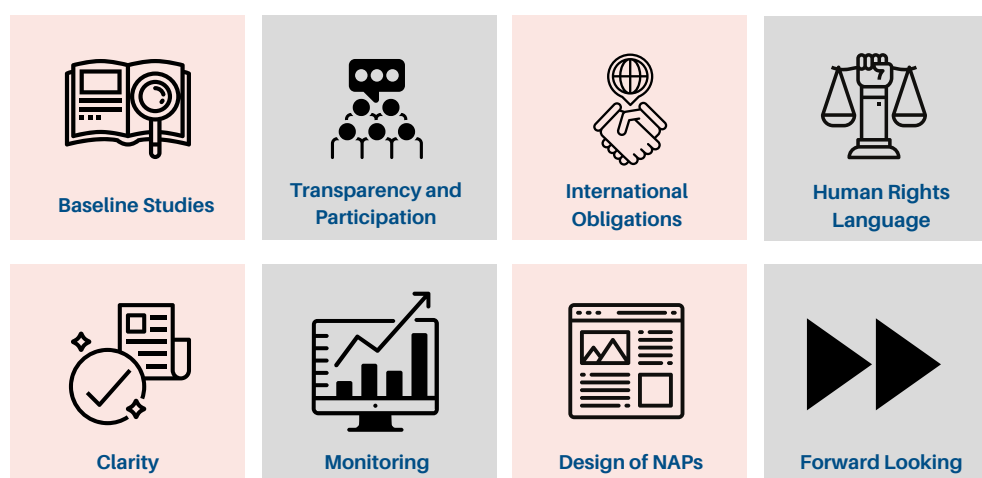 Baseline Studies
Transparency and
Participation
International
Obligations
Human Rights
Language
Clarity
Monitoring
Design of NAPs
Forward Looking